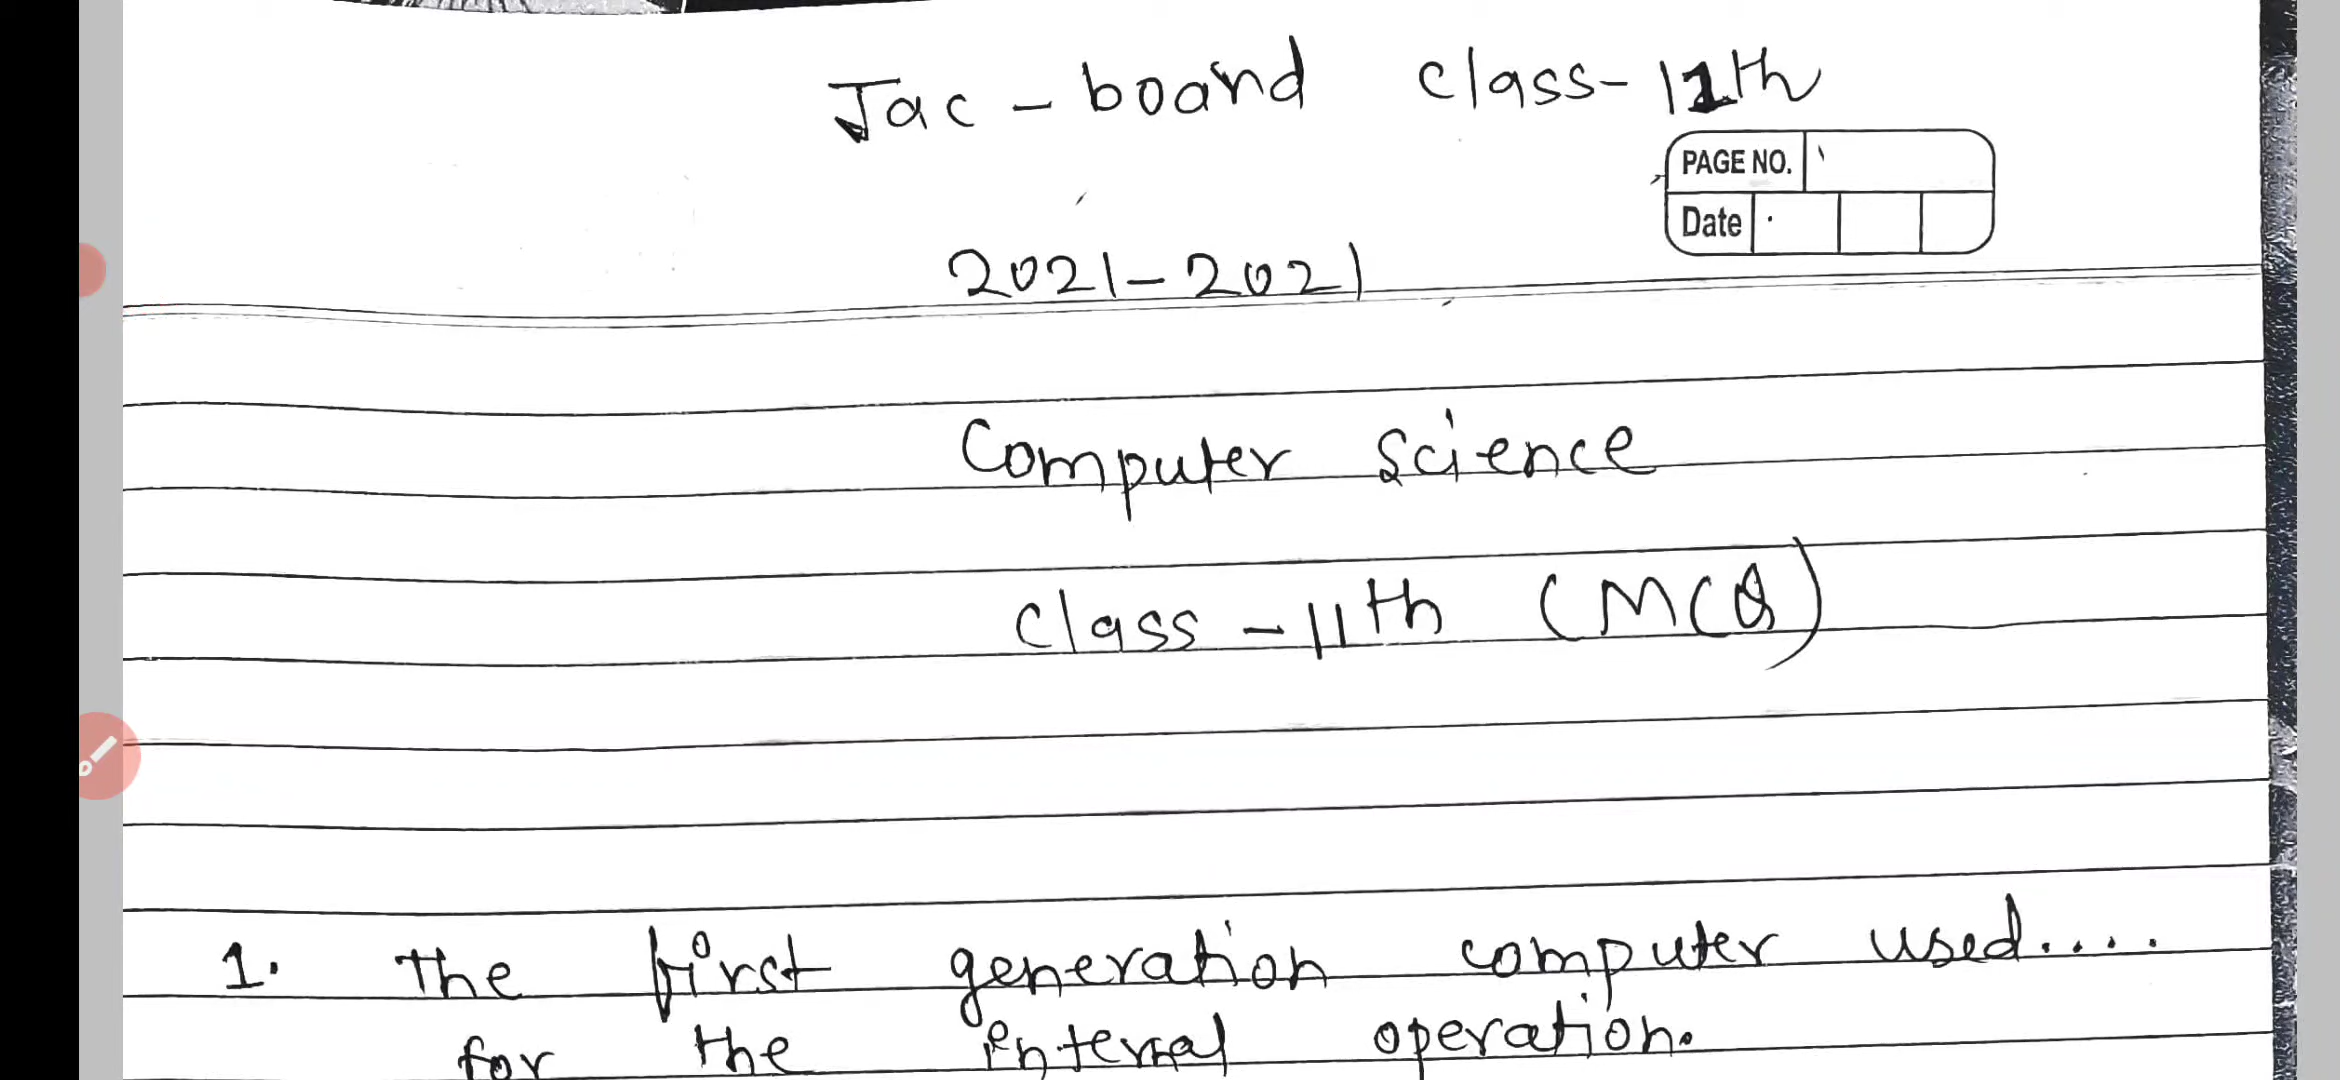 Jac - board class - 11th
PAGE NO.
Date
2021 - 2021
Computer Science
class - 11th (MCQ)
1. The first generation computer used....
for the internal operation.